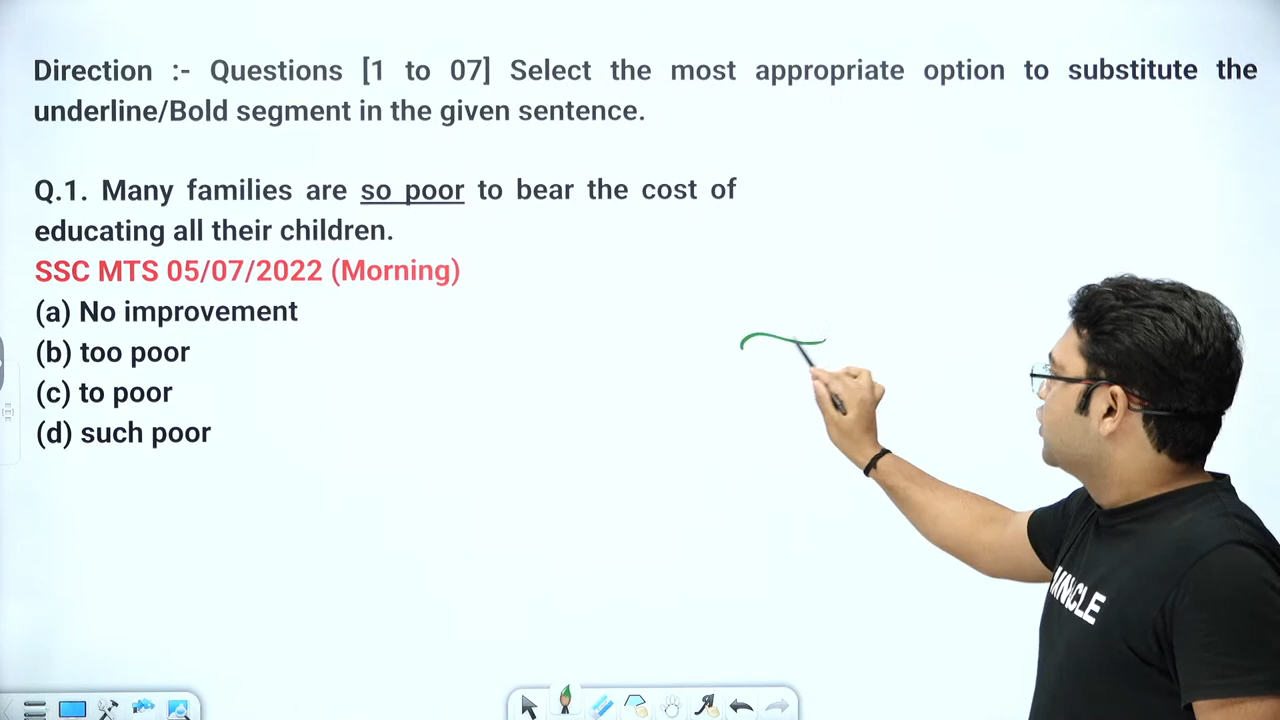 Direction :- Questions [1 to 07] Select the most appropriate option to substitute the
underline/Bold segment in the given sentence.
Q.1. Many families are so poor to bear the cost of
educating all their children.
SSC MTS 05/07/2022 (Morning)
(a) No improvement
(b) too poor
(c) to poor
(d) such poor